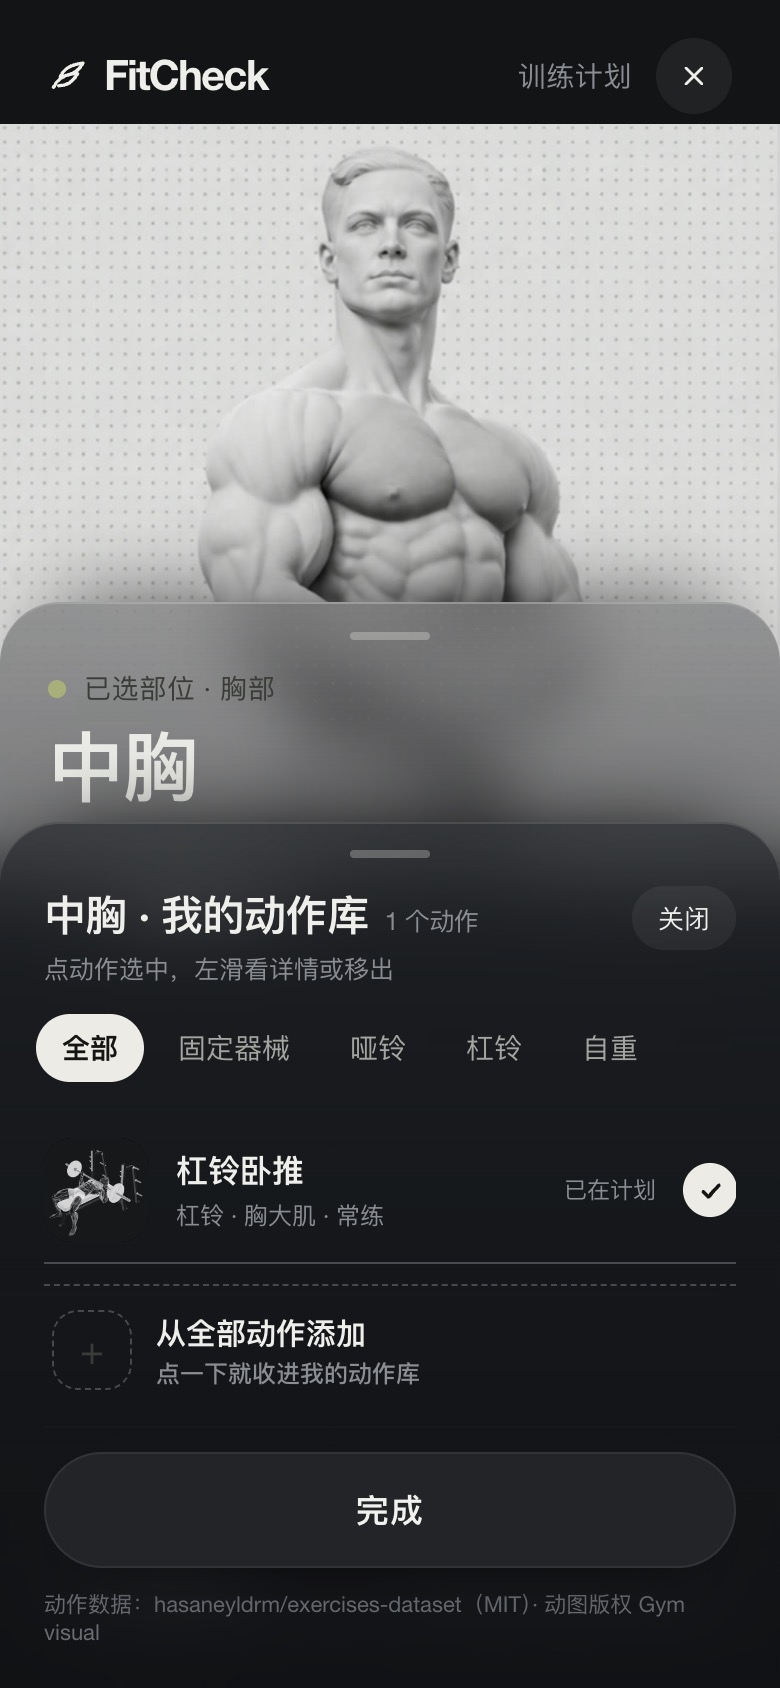 FitCheck
训练计划
已选部位 · 胸部
中胸
中胸 · 我的动作库 1 个动作
关闭
点动作选中，左滑看详情或移出
全部 固定器械 哑铃 杠铃 自重
杠铃卧推
杠铃 · 胸大肌 · 常练
已在计划
从全部动作添加
点一下就收进我的动作库
完成
动作数据：hasaneyldrm/exercises-dataset（MIT）· 动图版权 Gym
visual